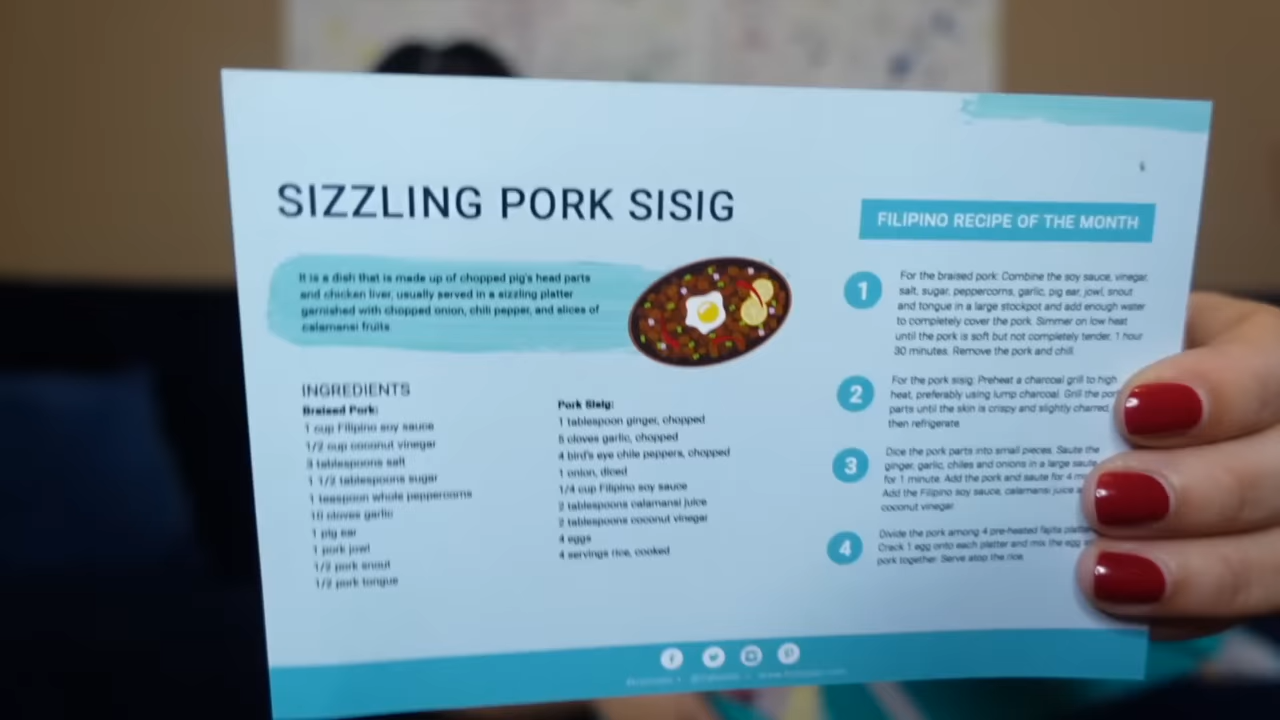 SIZZLING PORK SISIG
It is a dish that is made up of chopped pig's head parts
and chicken liver, usually served in a sizzling platter
garnished with chopped onion, chili pepper, and slices of
calamansi fruits
INGREDIENTS
Braised Pork:
1 cup Filipino soy sauce
1/2 cup coconut vinegar
3 tablespoons salt
1 1/2 tablespoons sugar
1 teaspoon whole peppercorns
10 cloves garlic
1 pig ear
1 pork jowl
1/2 pork snout
1/2 pork tongue
Pork Sisig:
1 tablespoon ginger, chopped
5 cloves garlic, chopped
4 bird's eye chile peppers, chopped
1 onion, diced
1/4 cup Filipino soy sauce
2 tablespoons calamansi juice
2 tablespoons coconut vinegar
4 eggs
4 servings rice, cooked
FILIPINO RECIPE OF THE MONTH
1
For the braised pork: Combine the soy sauce, vinegar,
salt, sugar, peppercorns, garlic, pig ear, jowl, snout
and tongue in a large stockpot and add enough water
to completely cover the pork. Simmer on low heat
until the pork is soft but not completely tender, 1 hour
30 minutes. Remove the pork and chill.
2
For the pork sisig: Preheat a charcoal grill to high
heat, preferably using lump charcoal. Grill the
parts until the skin is crispy and slightly charred,
then refrigerate.
3
Dice the pork parts into small pieces. Saute the
ginger, garlic, chiles and onions in a large saute
for 1 minute. Add the pork and saute for 4
Add the Filipino soy sauce, calamansi juice
coconut vinegar.
4
Divide the pork among 4 pre-heated fajita
Crack 1 egg onto each platter and mix the egg
pork together. Serve atop the rice.